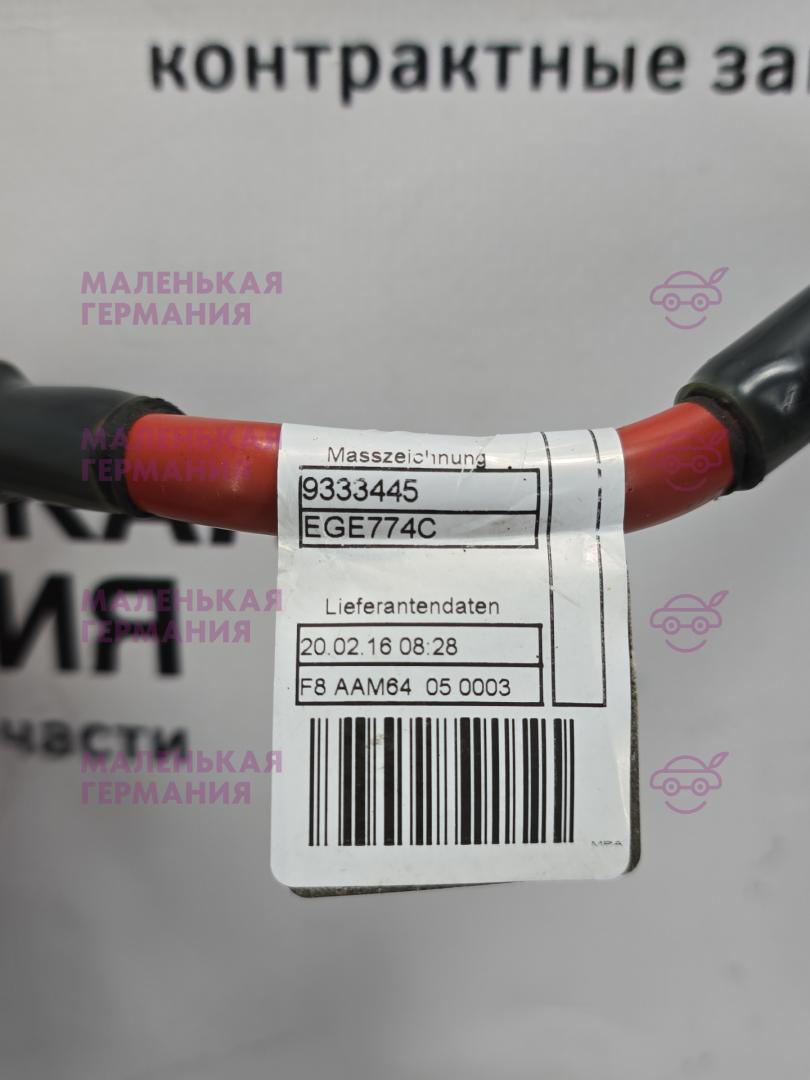 контрактные за
МАЛЕНЬКАЯ
ГЕРМАНИЯ
МАЛЕНЬКАЯ
ГЕРМАНИЯ
Masszeichnung
9333445
EGE774C
МАЛЕНЬКАЯ
ГЕРМАНИЯ
Lieferantendaten
20.02.16 08:28
F8 AAM64 05 0003
части
МАЛЕНЬКАЯ
ГЕРМАНИЯ